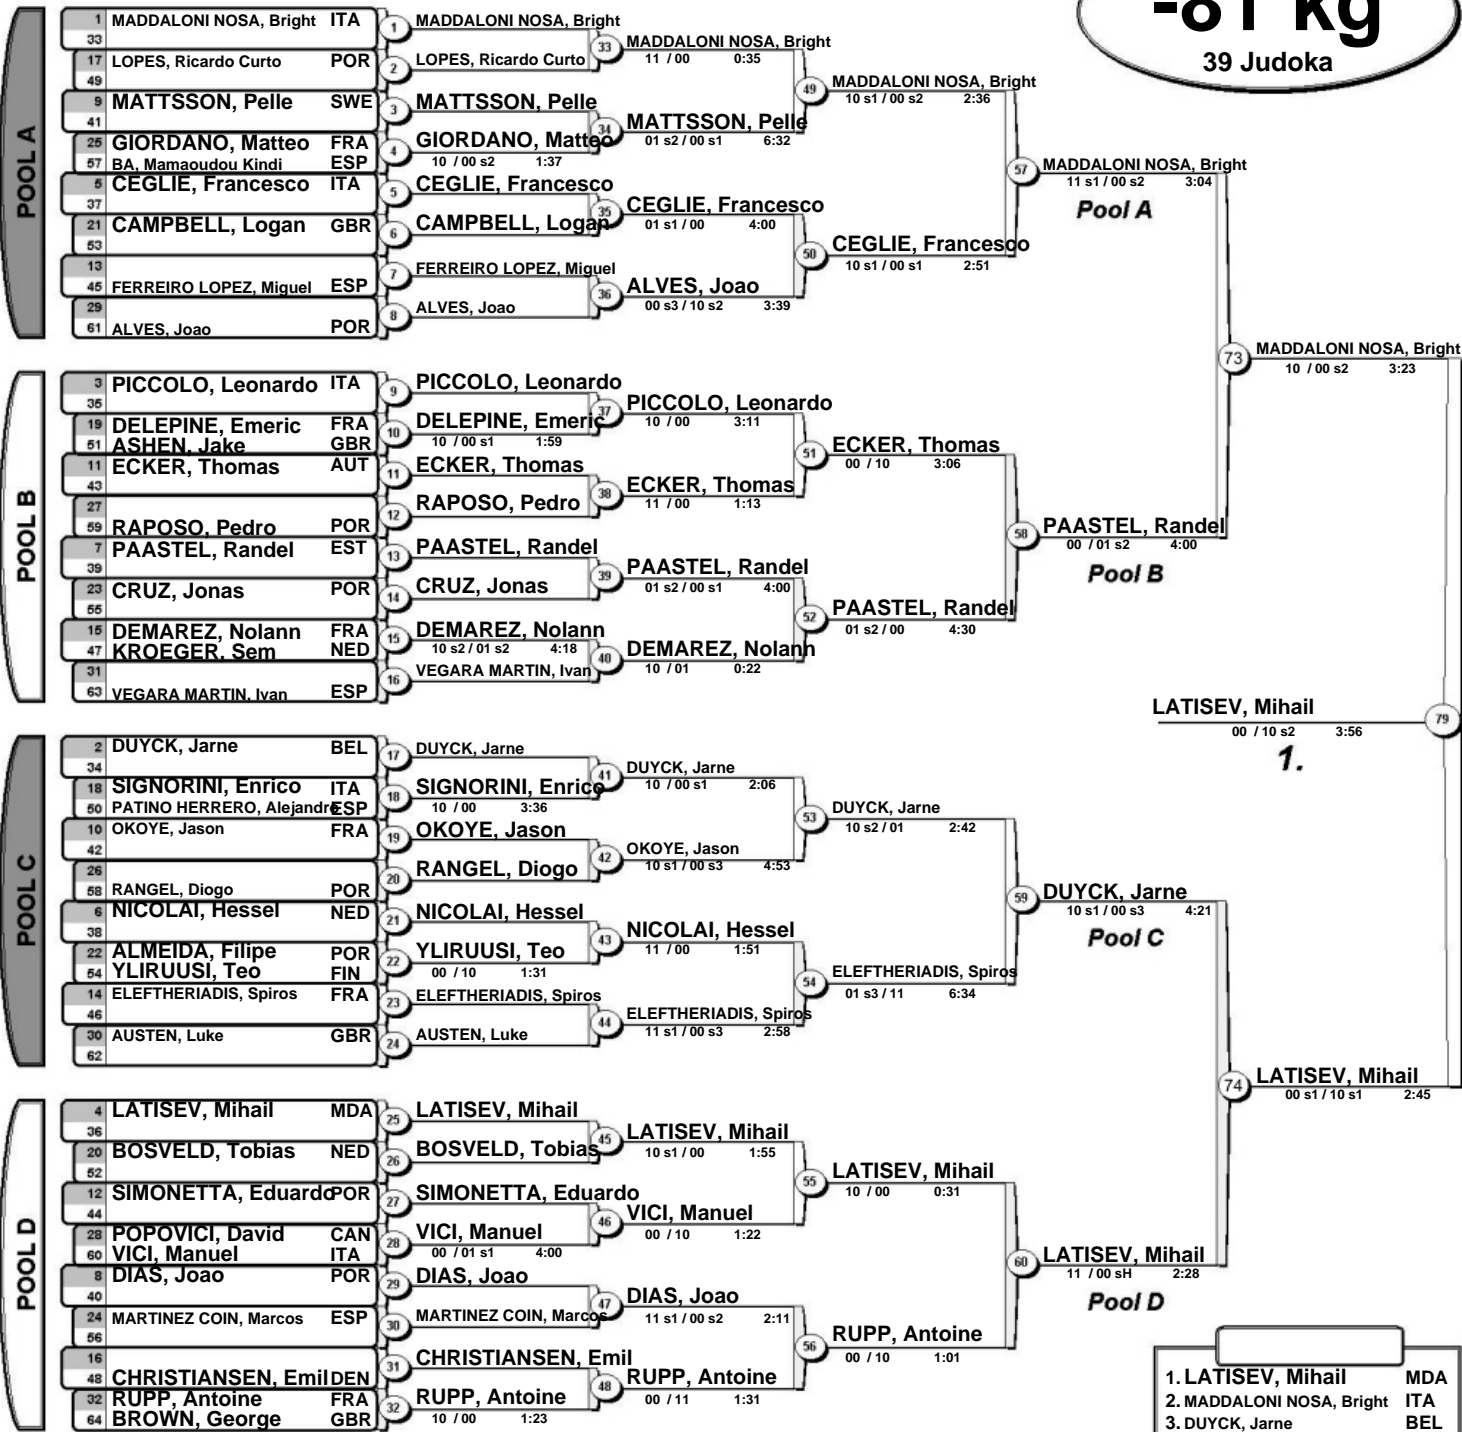 -81 kg
39 Judoka
POOL A
1 MADDALONI NOSA, Bright ITA
33
17 LOPES, Ricardo Curto POR
49
9 MATTSSON, Pelle SWE
41
25 GIORDANO, Matteo FRA
57 BA, Mamaoudou Kindi ESP
5 CEGLIE, Francesco ITA
37
21 CAMPBELL, Logan GBR
53
13
45 FERREIRO LOPEZ, Miguel ESP
29
61 ALVES, Joao POR
1 MADDALONI NOSA, Bright
2 LOPES, Ricardo Curto
3 MATTSSON, Pelle
4 GIORDANO, Matteo
10 / 00 s2 1:37
5 CEGLIE, Francesco
6 CAMPBELL, Logan
7 FERREIRO LOPEZ, Miguel
8 ALVES, Joao
33 MADDALONI NOSA, Bright
11 / 00 0:35
34 MATTSSON, Pelle
01 s2 / 00 s1 6:32
35 CEGLIE, Francesco
01 s1 / 00 4:00
36 ALVES, Joao
00 s3 / 10 s2 3:39
49 MADDALONI NOSA, Bright
10 s1 / 00 s2 2:36
50 CEGLIE, Francesco
10 s1 / 00 s1 2:51
57 MADDALONI NOSA, Bright
11 s1 / 00 s2 3:04
Pool A
POOL B
3 PICCOLO, Leonardo ITA
35
19 DELEPINE, Emeric FRA
51 ASHEN, Jake GBR
11 ECKER, Thomas AUT
43
27
59 RAPOSO, Pedro POR
7 PAASTEL, Randel EST
39
23 CRUZ, Jonas POR
55
15 DEMAREZ, Nolann FRA
47 KROEGER, Sem NED
31
63 VEGARA MARTIN, Ivan ESP
9 PICCOLO, Leonardo
10 DELEPINE, Emeric
10 / 00 s1 1:59
11 ECKER, Thomas
12 RAPOSO, Pedro
13 PAASTEL, Randel
14 CRUZ, Jonas
15 DEMAREZ, Nolann
10 s2 / 01 s2 4:18
16 VEGARA MARTIN, Ivan
37 PICCOLO, Leonardo
10 / 00 3:11
38 ECKER, Thomas
11 / 00 1:13
39 PAASTEL, Randel
01 s2 / 00 s1 4:00
40 DEMAREZ, Nolann
10 / 01 0:22
51 ECKER, Thomas
00 / 10 3:06
52 PAASTEL, Randel
01 s2 / 00 4:30
58 PAASTEL, Randel
00 / 01 s2 4:00
Pool B
73 MADDALONI NOSA, Bright
10 / 00 s2 3:23
LATISEV, Mihail 79
00 / 10 s2 3:56
1.
POOL C
2 DUYCK, Jarne BEL
34
18 SIGNORINI, Enrico ITA
50 PATINO HERRERO, Alejandro ESP
10 OKOYE, Jason FRA
42
26
58 RANGEL, Diogo POR
6 NICOLAI, Hessel NED
38
22 ALMEIDA, Filipe POR
54 YLIRUUSI, Teo FIN
14 ELEFTHERIADIS, Spiros FRA
46
30 AUSTEN, Luke GBR
62
17 DUYCK, Jarne
18 SIGNORINI, Enrico
10 / 00 3:36
19 OKOYE, Jason
20 RANGEL, Diogo
21 NICOLAI, Hessel
22 YLIRUUSI, Teo
00 / 10 1:31
23 ELEFTHERIADIS, Spiros
24 AUSTEN, Luke
41 DUYCK, Jarne
10 / 00 s1 2:06
42 OKOYE, Jason
10 s1 / 00 s3 4:53
43 NICOLAI, Hessel
11 / 00 1:51
44 ELEFTHERIADIS, Spiros
11 s1 / 00 s3 2:58
53 DUYCK, Jarne
10 s2 / 01 2:42
54 ELEFTHERIADIS, Spiros
01 s3 / 11 6:34
59 DUYCK, Jarne
10 s1 / 00 s3 4:21
Pool C
POOL D
4 LATISEV, Mihail MDA
36
20 BOSVELD, Tobias NED
52
12 SIMONETTA, Eduardo POR
44
28 POPOVICI, David CAN
60 VICI, Manuel ITA
8 DIAS, Joao POR
40
24 MARTINEZ COIN, Marcos ESP
56
16
48 CHRISTIANSEN, Emil DEN
32 RUPP, Antoine FRA
64 BROWN, George GBR
25 LATISEV, Mihail
26 BOSVELD, Tobias
27 SIMONETTA, Eduardo
28 VICI, Manuel
00 / 01 s1 4:00
29 DIAS, Joao
30 MARTINEZ COIN, Marcos
31 CHRISTIANSEN, Emil
32 RUPP, Antoine
10 / 00 1:23
45 LATISEV, Mihail
10 s1 / 00 1:55
46 VICI, Manuel
00 / 10 1:22
47 DIAS, Joao
11 s1 / 00 s2 2:11
48 RUPP, Antoine
00 / 11 1:31
55 LATISEV, Mihail
10 / 00 0:31
56 RUPP, Antoine
00 / 10 1:01
60 LATISEV, Mihail
11 / 00 sH 2:28
Pool D
74 LATISEV, Mihail
00 s1 / 10 s1 2:45
1. LATISEV, Mihail MDA
2. MADDALONI NOSA, Bright ITA
3. DUYCK, Jarne BEL